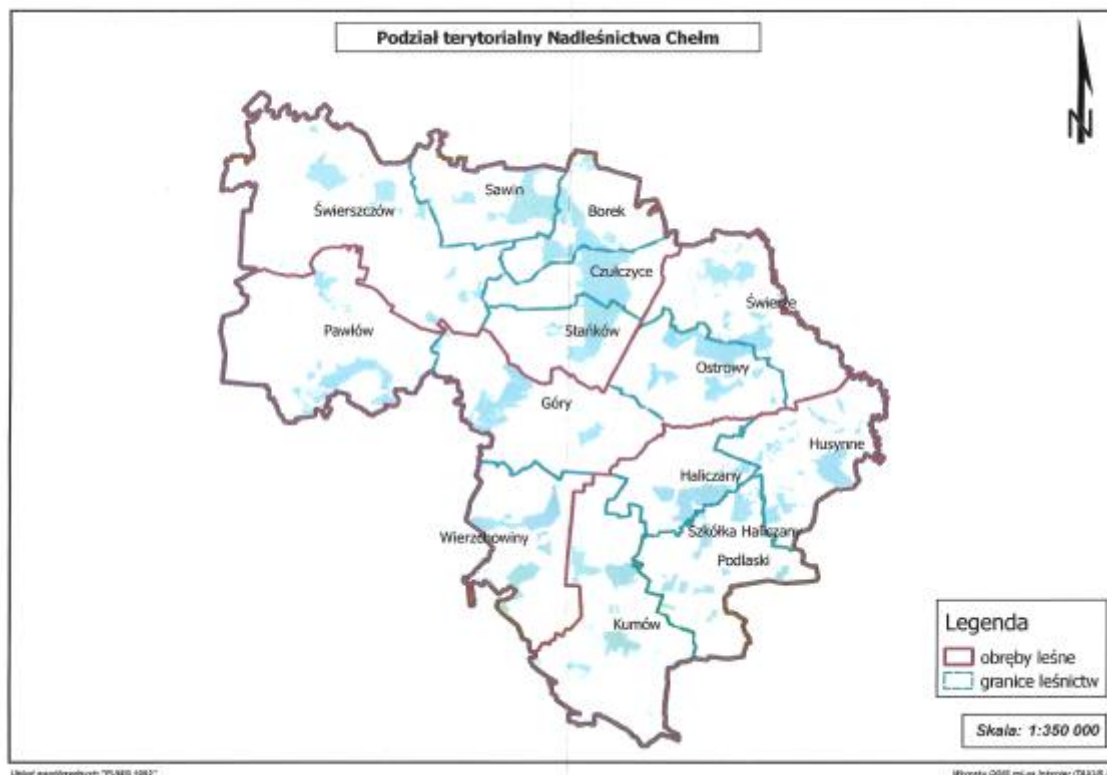 Podział terytorialny Nadleśnictwa Chełm
N
Sawin
Świerszczów
Borek
Czułczyce
Świerże
Pawłów
Stańków
Ostrowy
Góry
Husynne
Haliczany
Wierzchowiny
Szkółka Haliczany
Podlaski
Kumów
Legenda
obręby leśne
granice leśnictw
Skala: 1:350 000